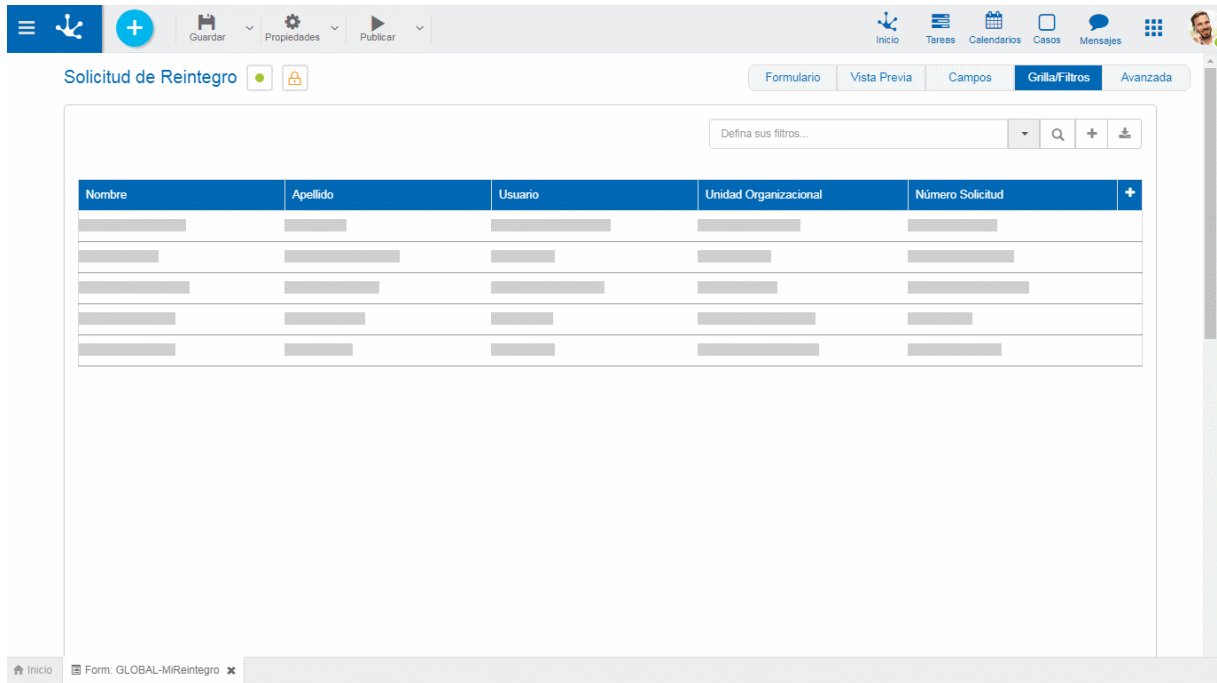 Guardar
Propiedades
Publicar
Inicio
Tareas
Calendarios
Casos
Mensajes
Solicitud de Reintegro
Formulario
Vista Previa
Campos
Grilla/Filtros
Avanzada
Defina sus filtros...
Nombre
Apellido
Usuario
Unidad Organizacional
Número Solicitud
Inicio
Form: GLOBAL-MiReintegro